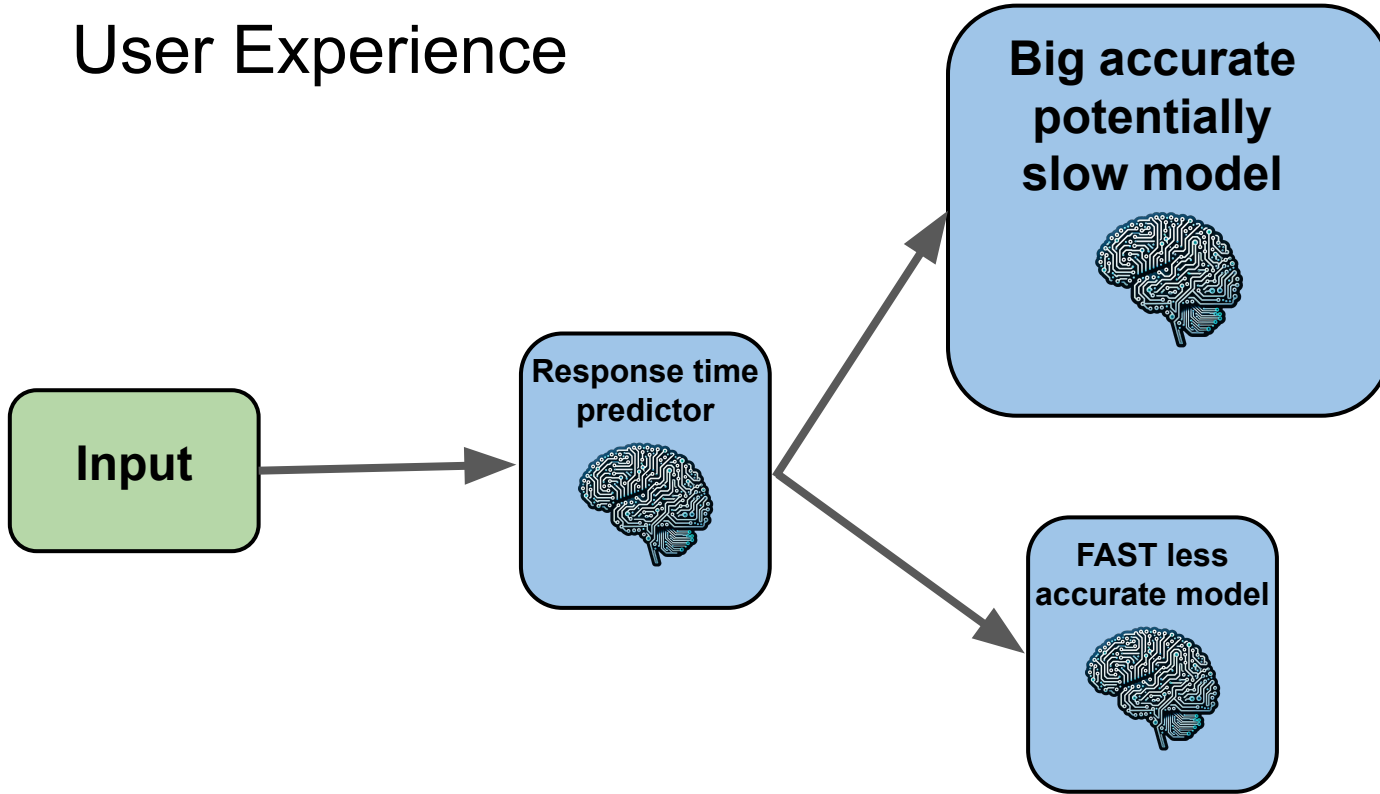 User Experience
Big accurate
potentially
slow model
Response time
predictor
Input
FAST less
accurate model